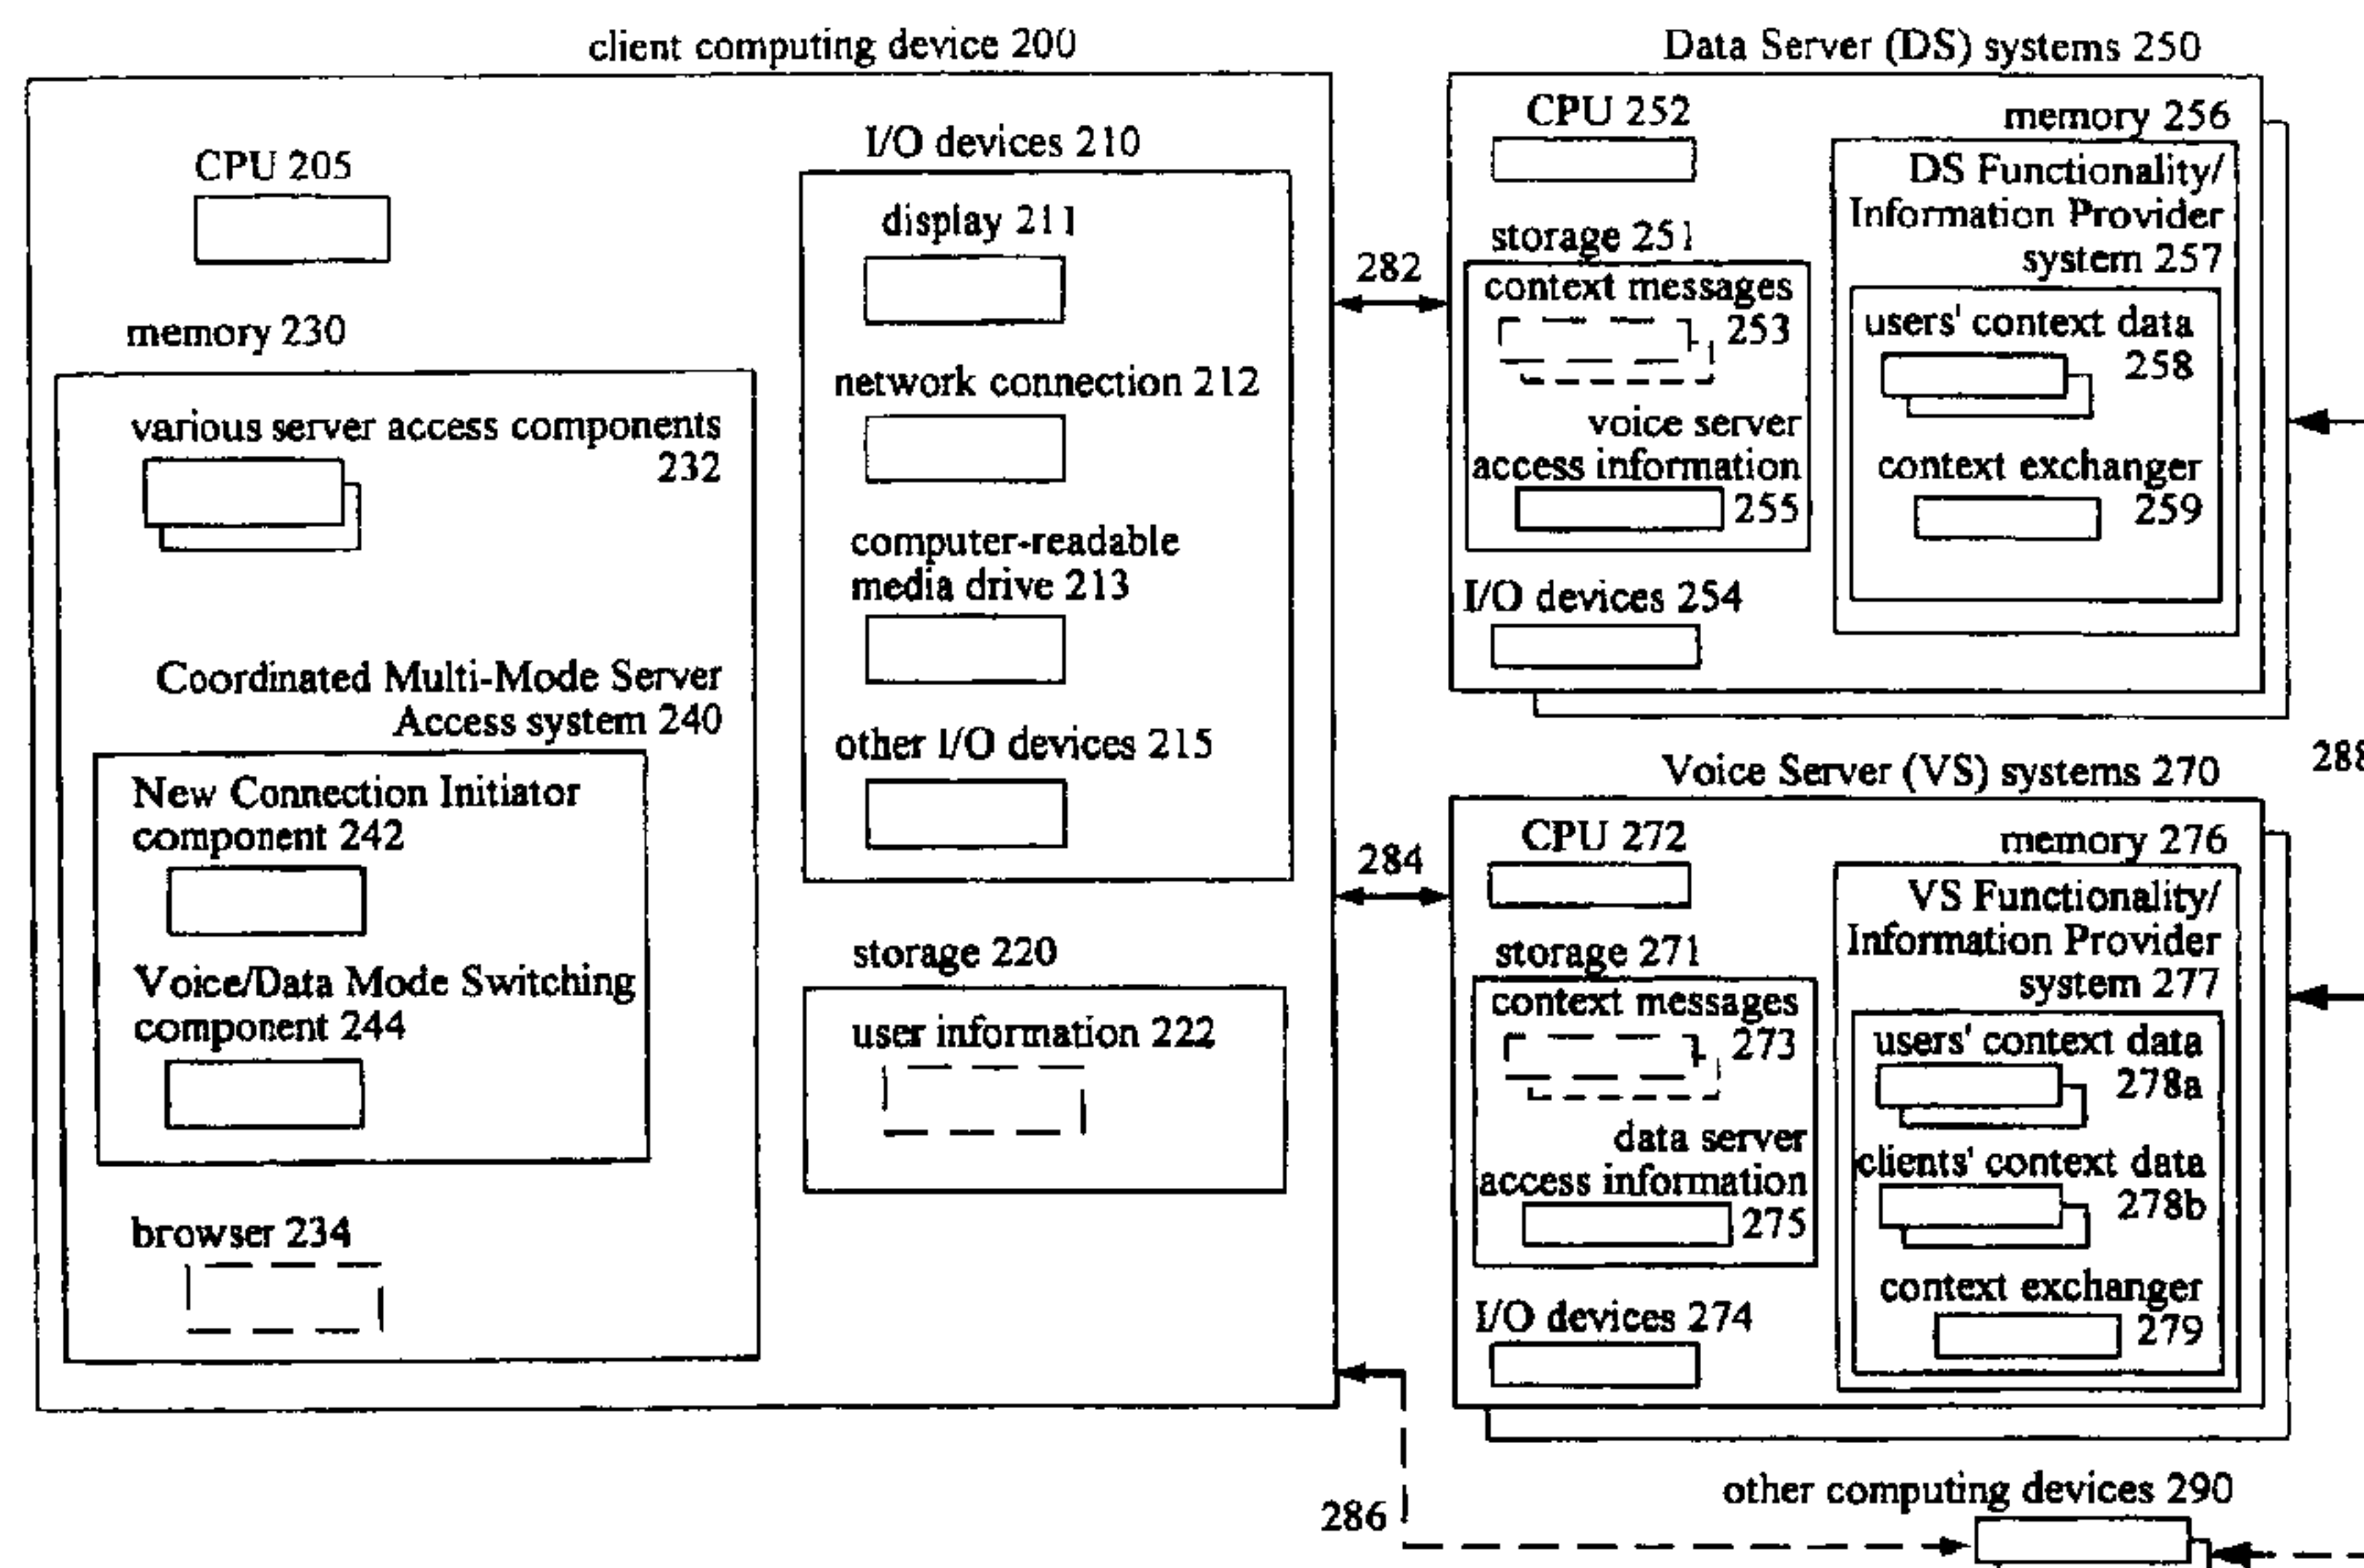 client computing device 200
CPU 205
memory 230
various server access components
232
Coordinated Multi-Mode Server
Access system 240
New Connection Initiator
component 242
Voice/Data Mode Switching
component 244
browser 234
I/O devices 210
display 211
network connection 212
computer-readable
media drive 213
other I/O devices 215
storage 220
user information 222
282
284
286
Data Server (DS) systems 250
CPU 252
storage 251
context messages
253
voice server
access information
255
I/O devices 254
memory 256
DS Functionality/
Information Provider
system 257
users' context data
258
context exchanger
259
288
Voice Server (VS) systems 270
CPU 272
storage 271
context messages
273
data server
access information
275
I/O devices 274
memory 276
VS Functionality/
Information Provider
system 277
users' context data
278a
clients' context data
278b
context exchanger
279
other computing devices 290